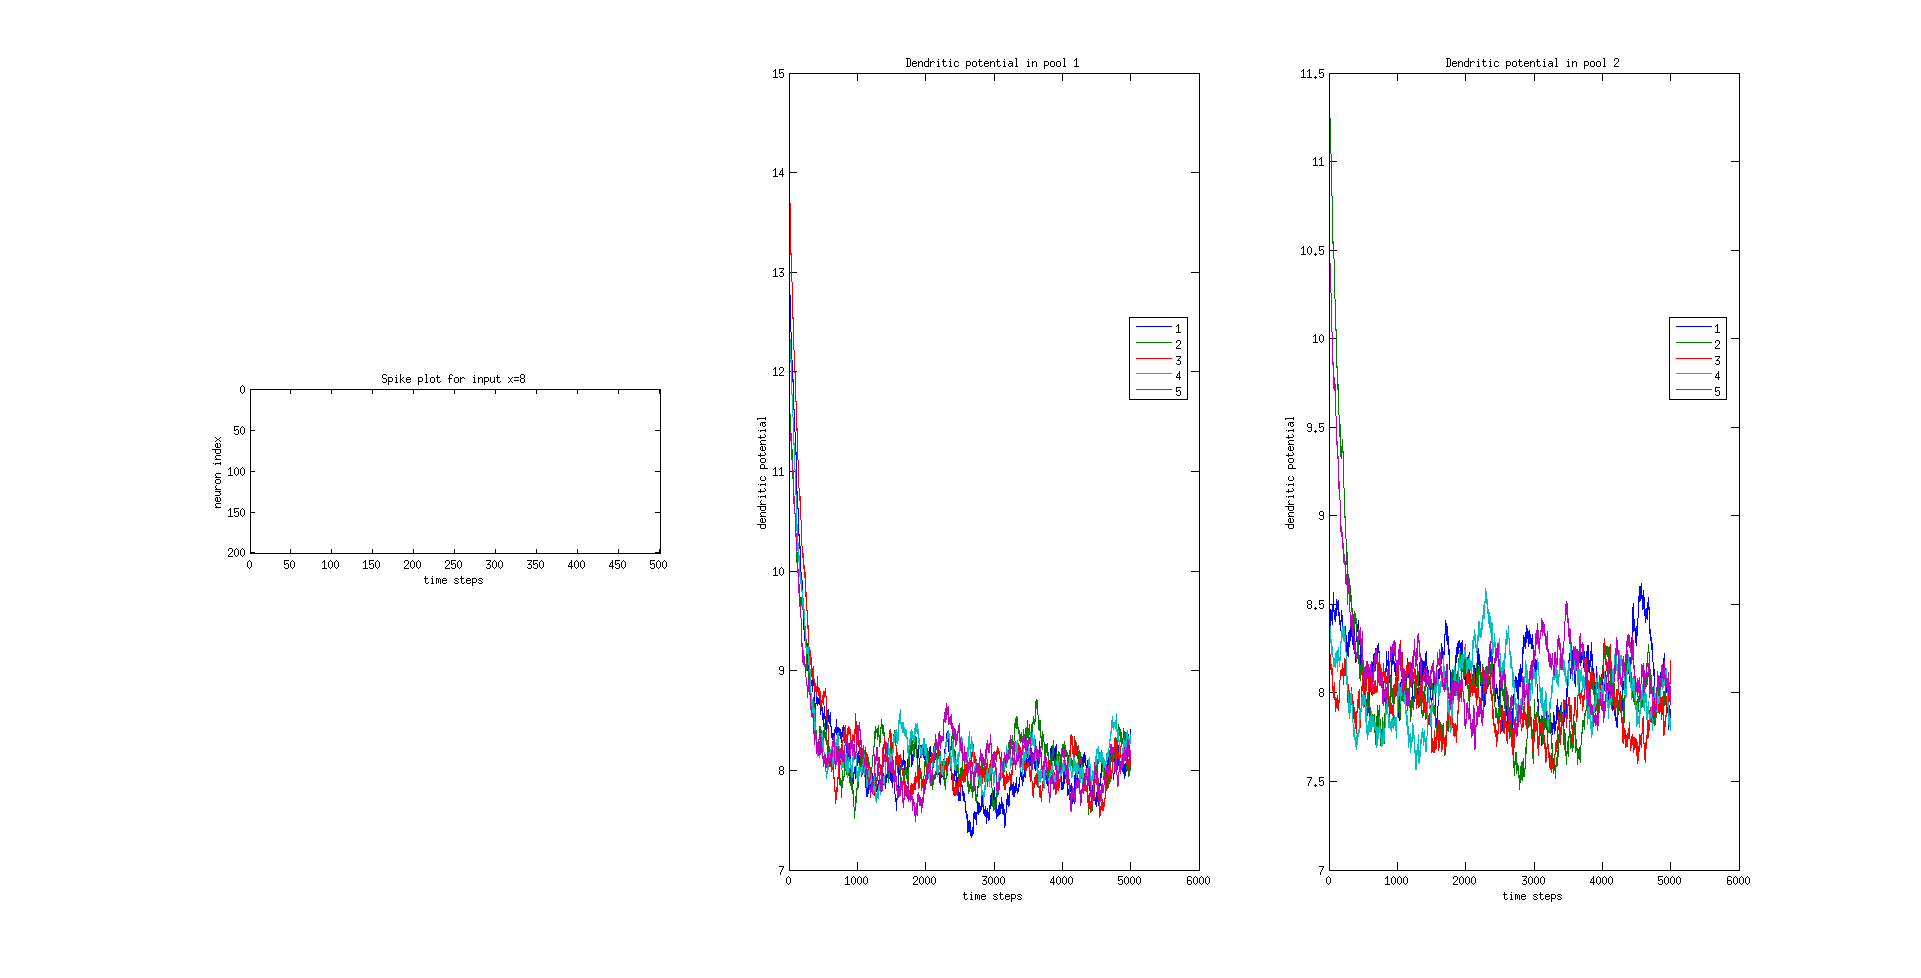 Spike plot for input x=8
neuron index
0
50
100
150
200
0 50 100 150 200 250 300 350 400 450 500
time steps
Dendritic potential in pool 1
dendritic potential
15
14
13
12
11
10
9
8
7
0 1000 2000 3000 4000 5000 6000
time steps
1
2
3
4
5
Dendritic potential in pool 2
dendritic potential
11.5
11
10.5
10
9.5
9
8.5
8
7.5
7
0 1000 2000 3000 4000 5000 6000
time steps
1
2
3
4
5